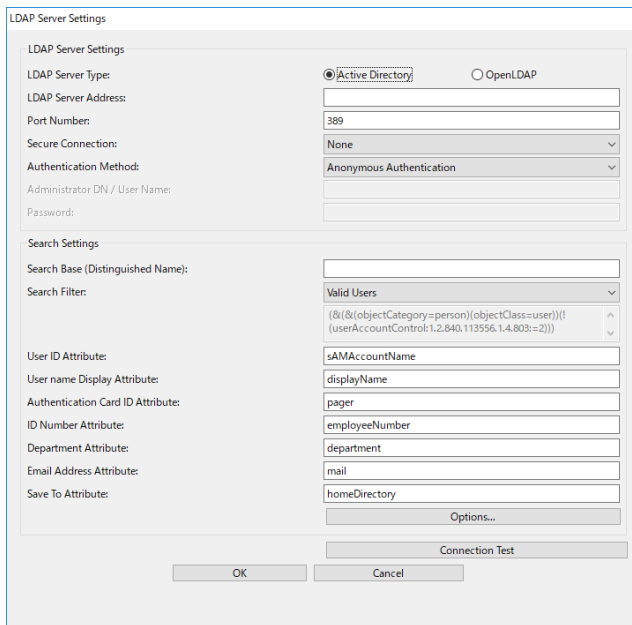 LDAP Server Settings
LDAP Server Settings
LDAP Server Type: Active Directory OpenLDAP
LDAP Server Address:
Port Number: 389
Secure Connection: None
Authentication Method: Anonymous Authentication
Administrator DN / User Name:
Password:
Search Settings
Search Base (Distinguished Name):
Search Filter: Valid Users
(&(&(objectCategory=person)(objectClass=user))(!
(userAccountControl:1.2.840.113556.1.4.803:=2)))
User ID Attribute: sAMAccountName
User name Display Attribute: displayName
Authentication Card ID Attribute: pager
ID Number Attribute: employeeNumber
Department Attribute: department
Email Address Attribute: mail
Save To Attribute: homeDirectory
Options...
Connection Test
OK Cancel